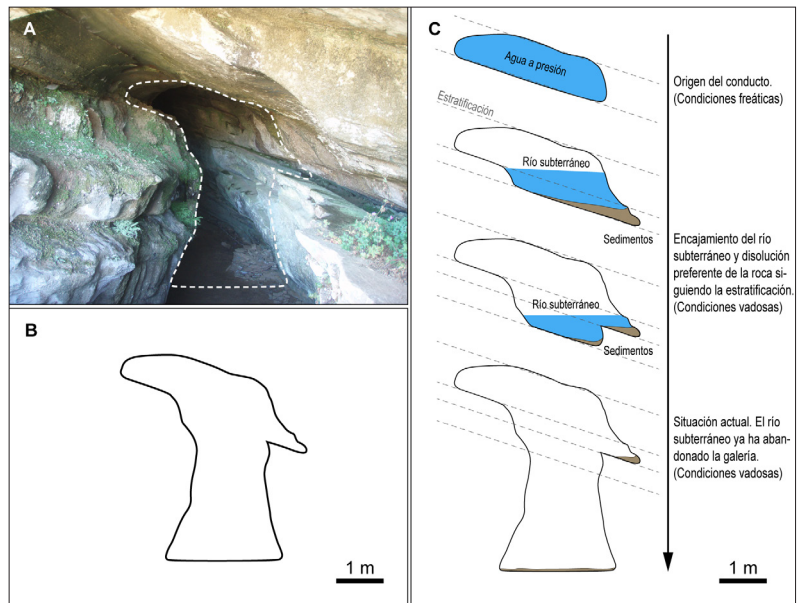 A
B
1 m
C
Agua a presión
Origen del conducto.
(Condiciones freáticas)
Estratificación
Río subterráneo
Sedimentos
Encajamiento del río
subterráneo y disolución
preferente de la roca si-
guiendo la estratificación.
(Condiciones vadosas)
Río subterráneo
Sedimentos
Situación actual. El río
subterráneo ya ha aban-
donado la galería.
(Condiciones vadosas)
1 m